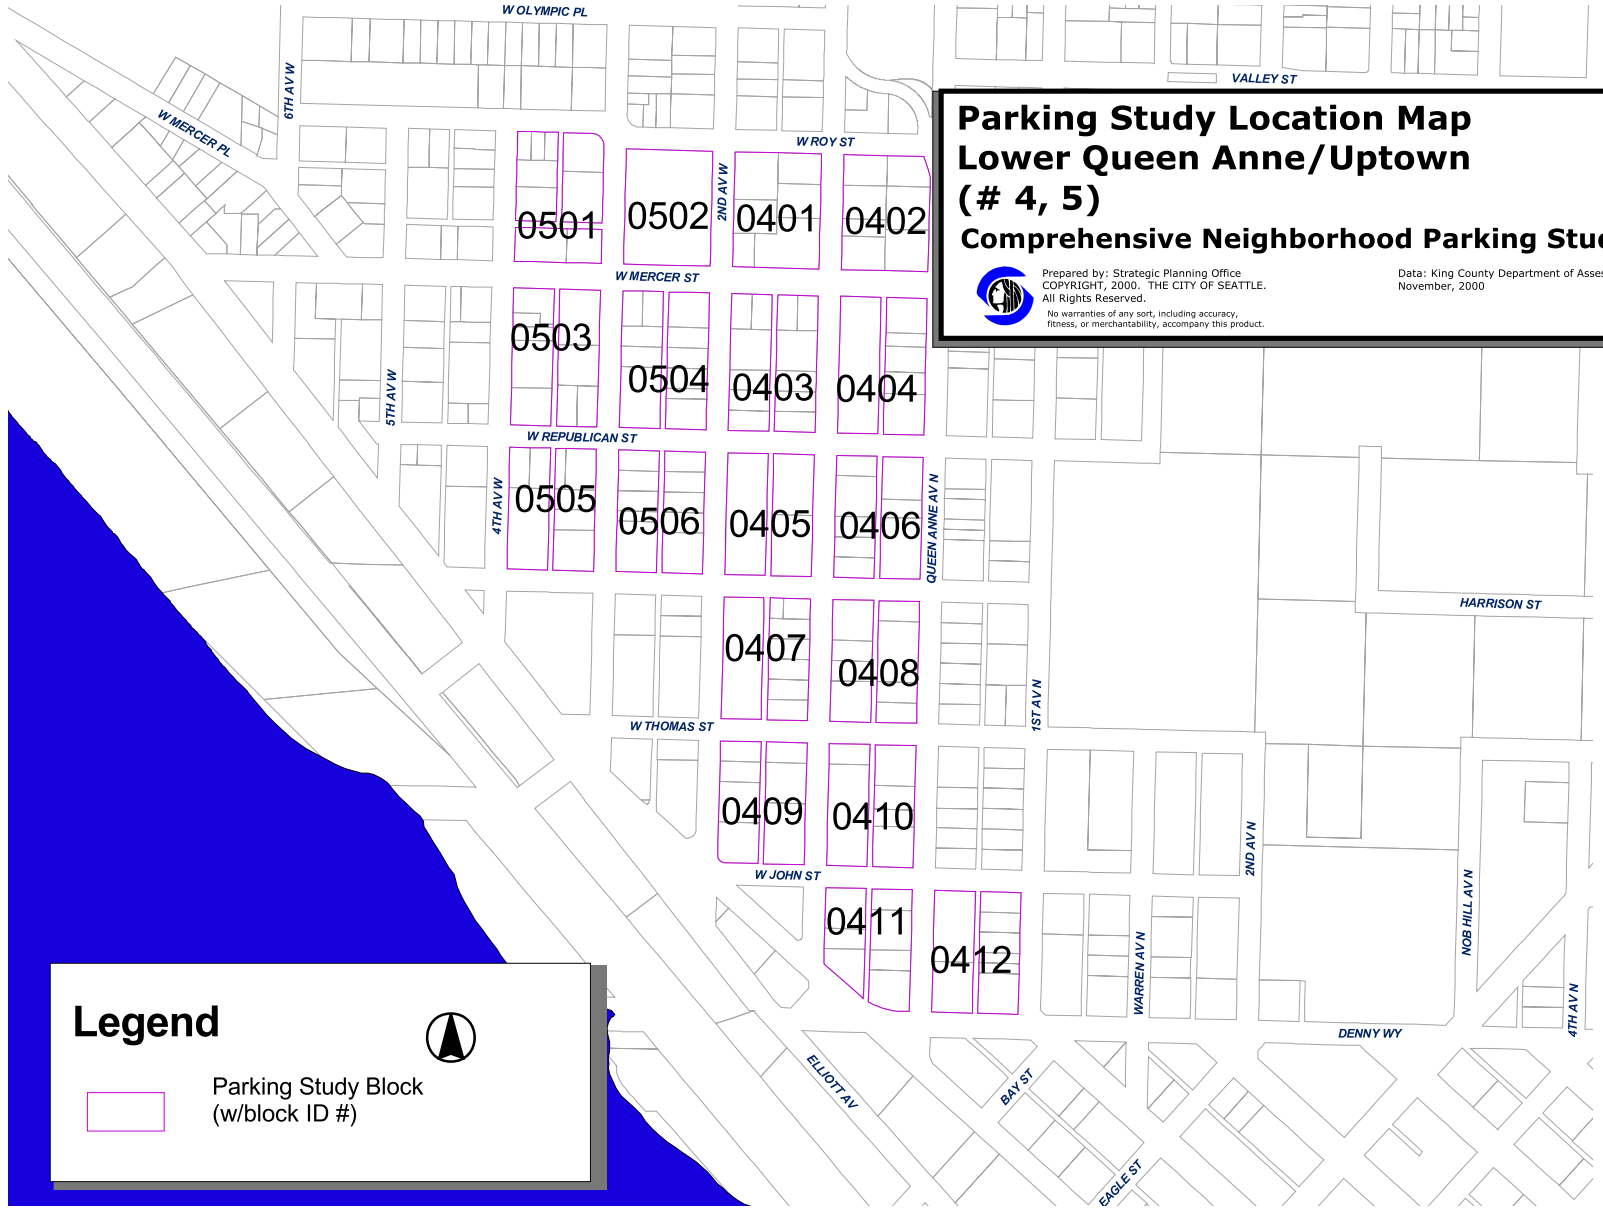 W OLYMPIC PL
6TH AV W
W MERCER PL
VALLEY ST
Parking Study Location Map
Lower Queen Anne/Uptown
(# 4, 5)
Comprehensive Neighborhood Parking Stu
Prepared by: Strategic Planning Office
COPYRIGHT, 2000. THE CITY OF SEATTLE.
All Rights Reserved.
No warranties of any sort, including accuracy,
fitness, or merchantability, accompany this product.
Data: King County Department of Asses
November, 2000
W ROY ST
2ND AV W
0501
0502
0401
0402
W MERCER ST
0503
0504
0403
0404
5TH AV W
W REPUBLICAN ST
4TH AV W
0505
0506
0405
0406
QUEEN ANNE AV N
HARRISON ST
0407
0408
1ST AV N
W THOMAS ST
0409
0410
2ND AV N
W JOHN ST
0411
0412
WARREN AV N
NOB HILL AV N
4TH AV N
DENNY WY
ELLIOTT AV
BAY ST
EAGLE ST
Legend
Parking Study Block
(w/block ID #)